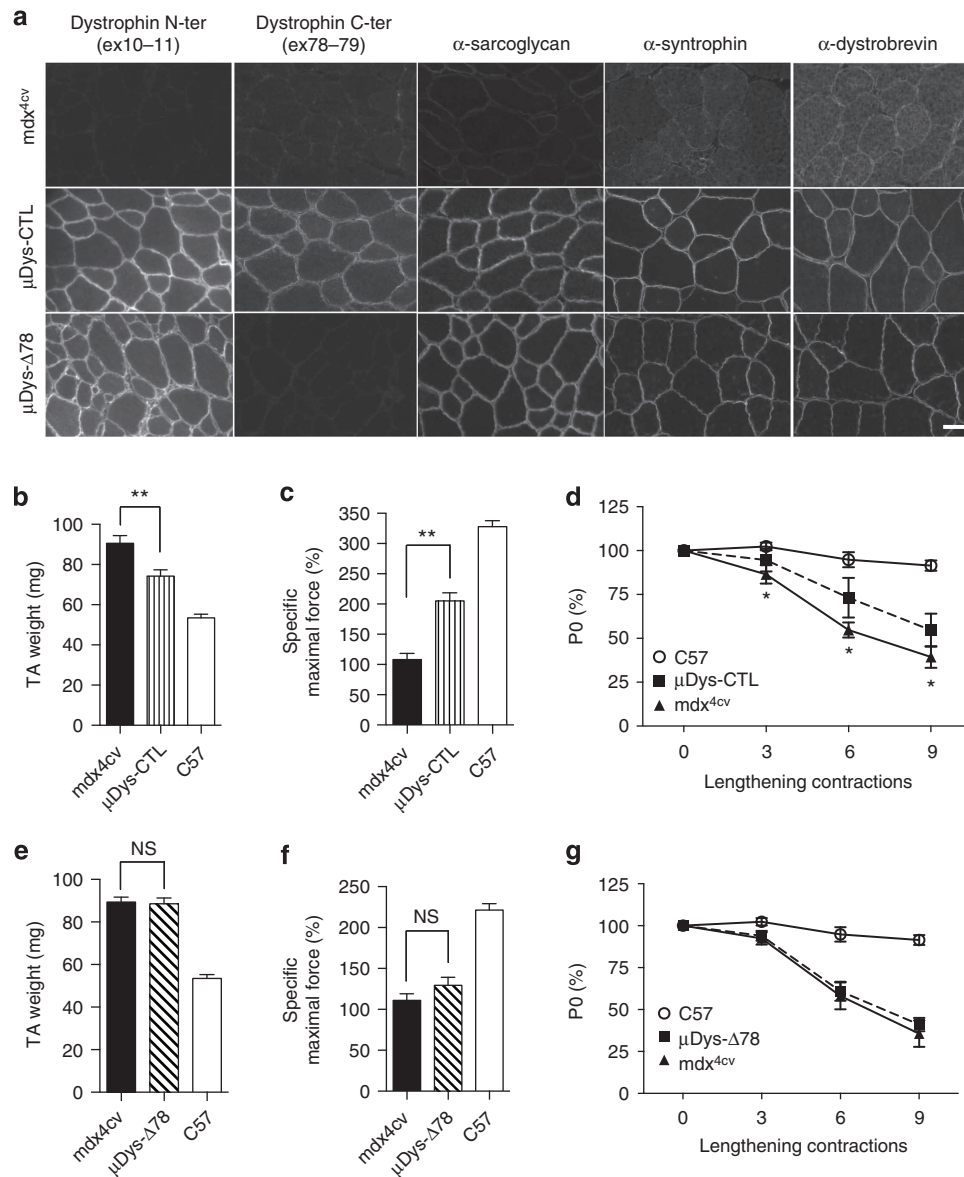 a
Dystrophin N-ter
(ex10–11)
Dystrophin C-ter
(ex78–79)
α-sarcoglycan
α-syntrophin
α-dystrobrevin
mdx4cv
μDys-CTL
μDys-Δ78
b
**
TA weight (mg)
100
80
60
40
20
0
mdx4cv
μDys-CTL
C57
c
**
Specific
maximal force (%)
350
300
250
200
150
100
50
0
mdx4cv
μDys-CTL
C57
d
P0 (%)
125
100
75
50
25
0
*
*
*
C57
μDys-CTL
mdx4cv
0
3
6
9
Lengthening contractions
e
NS
TA weight (mg)
100
80
60
40
20
0
mdx4cv
μDys-Δ78
C57
f
NS
Specific
maximal force (%)
250
200
150
100
50
0
mdx4cv
μDys-Δ78
C57
g
P0 (%)
125
100
75
50
25
0
C57
μDys-Δ78
mdx4cv
0
3
6
9
Lengthening contractions